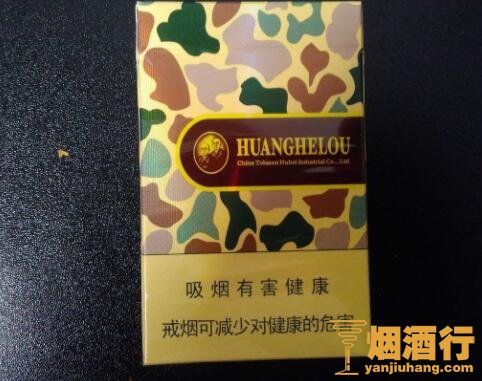 HUANGHELOU
China Tobacco Hubei Industrial Co., Ltd
吸烟有害健康
戒烟可减少对健康的危害
烟酒行
yanjiuhang.com